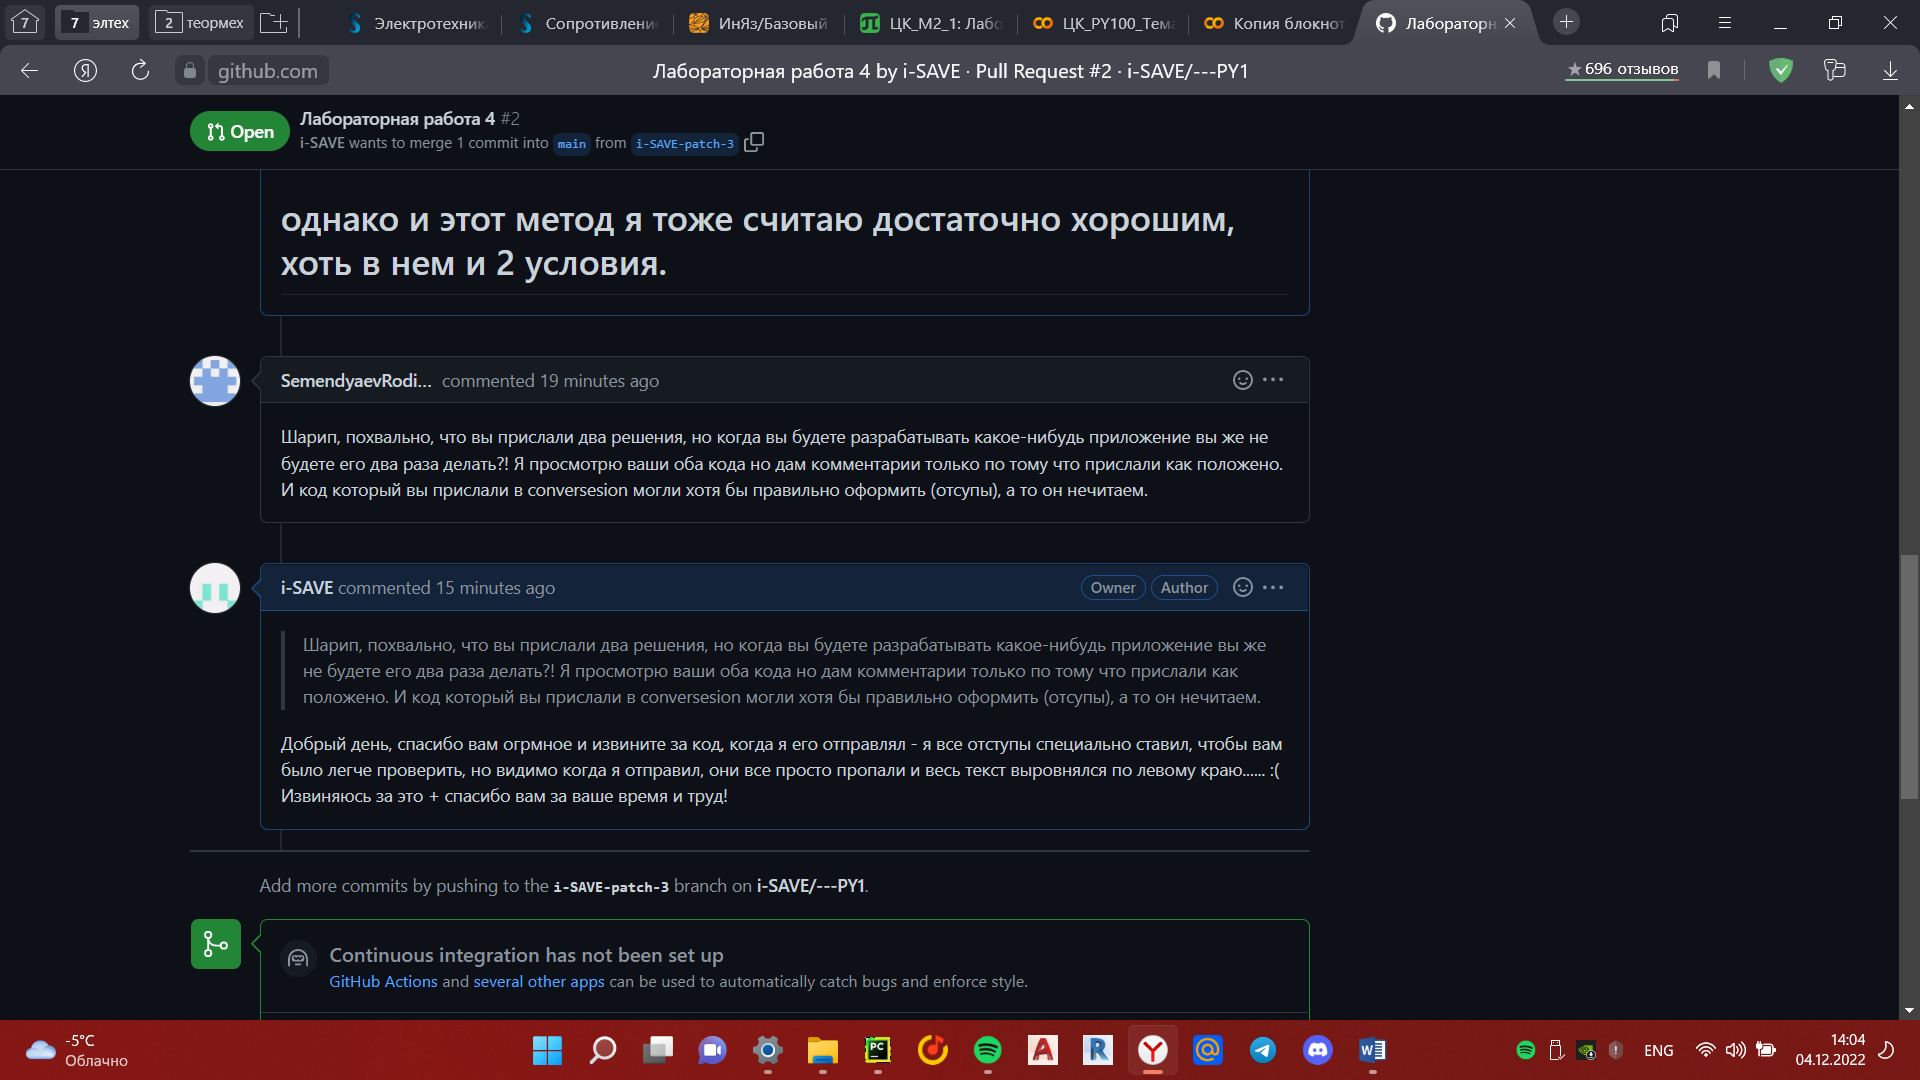 7
7 элтех
2 теормех
Электротехник
Сопротивлени
ИнЯз/Базовый
ЦК_М2_1: Лабо
ЦК_PY100_Тема
Копия блокнот
Лабораторн
github.com
Лабораторная работа 4 by i-SAVE · Pull Request #2 · i-SAVE/---PY1
★696 отзывов
Open
Лабораторная работа 4 #2
i-SAVE wants to merge 1 commit into main from i-SAVE-patch-3
однако и этот метод я тоже считаю достаточно хорошим,
хоть в нем и 2 условия.
SemendyaevRodi... commented 19 minutes ago
Шарип, похвально, что вы прислали два решения, но когда вы будете разрабатывать какое-нибудь приложение вы же не
будете его два раза делать?! Я просмотрю ваши оба кода но дам комментарии только по тому что прислали как положено.
И код который вы прислали в conversesion могли хотя бы правильно оформить (отступы), а то он нечитаем.
i-SAVE commented 15 minutes ago
Owner
Author
Шарип, похвально, что вы прислали два решения, но когда вы будете разрабатывать какое-нибудь приложение вы же
не будете его два раза делать?! Я просмотрю ваши оба кода но дам комментарии только по тому что прислали как
положено. И код который вы прислали в conversesion могли хотя бы правильно оформить (отступы), а то он нечитаем.
Добрый день, спасибо вам огрмное и извините за код, когда я его отправлял - я все отступы специально ставил, чтобы вам
было легче проверить, но видимо когда я отправил, они все просто пропали и весь текст выровнялся по левому краю...... :(
Извиняюсь за это + спасибо вам за ваше время и труд!
Add more commits by pushing to the i-SAVE-patch-3 branch on i-SAVE/---PY1.
Continuous integration has not been set up
GitHub Actions and several other apps can be used to automatically catch bugs and enforce style.
-5°C
Облачно
ENG
14:04
04.12.2022